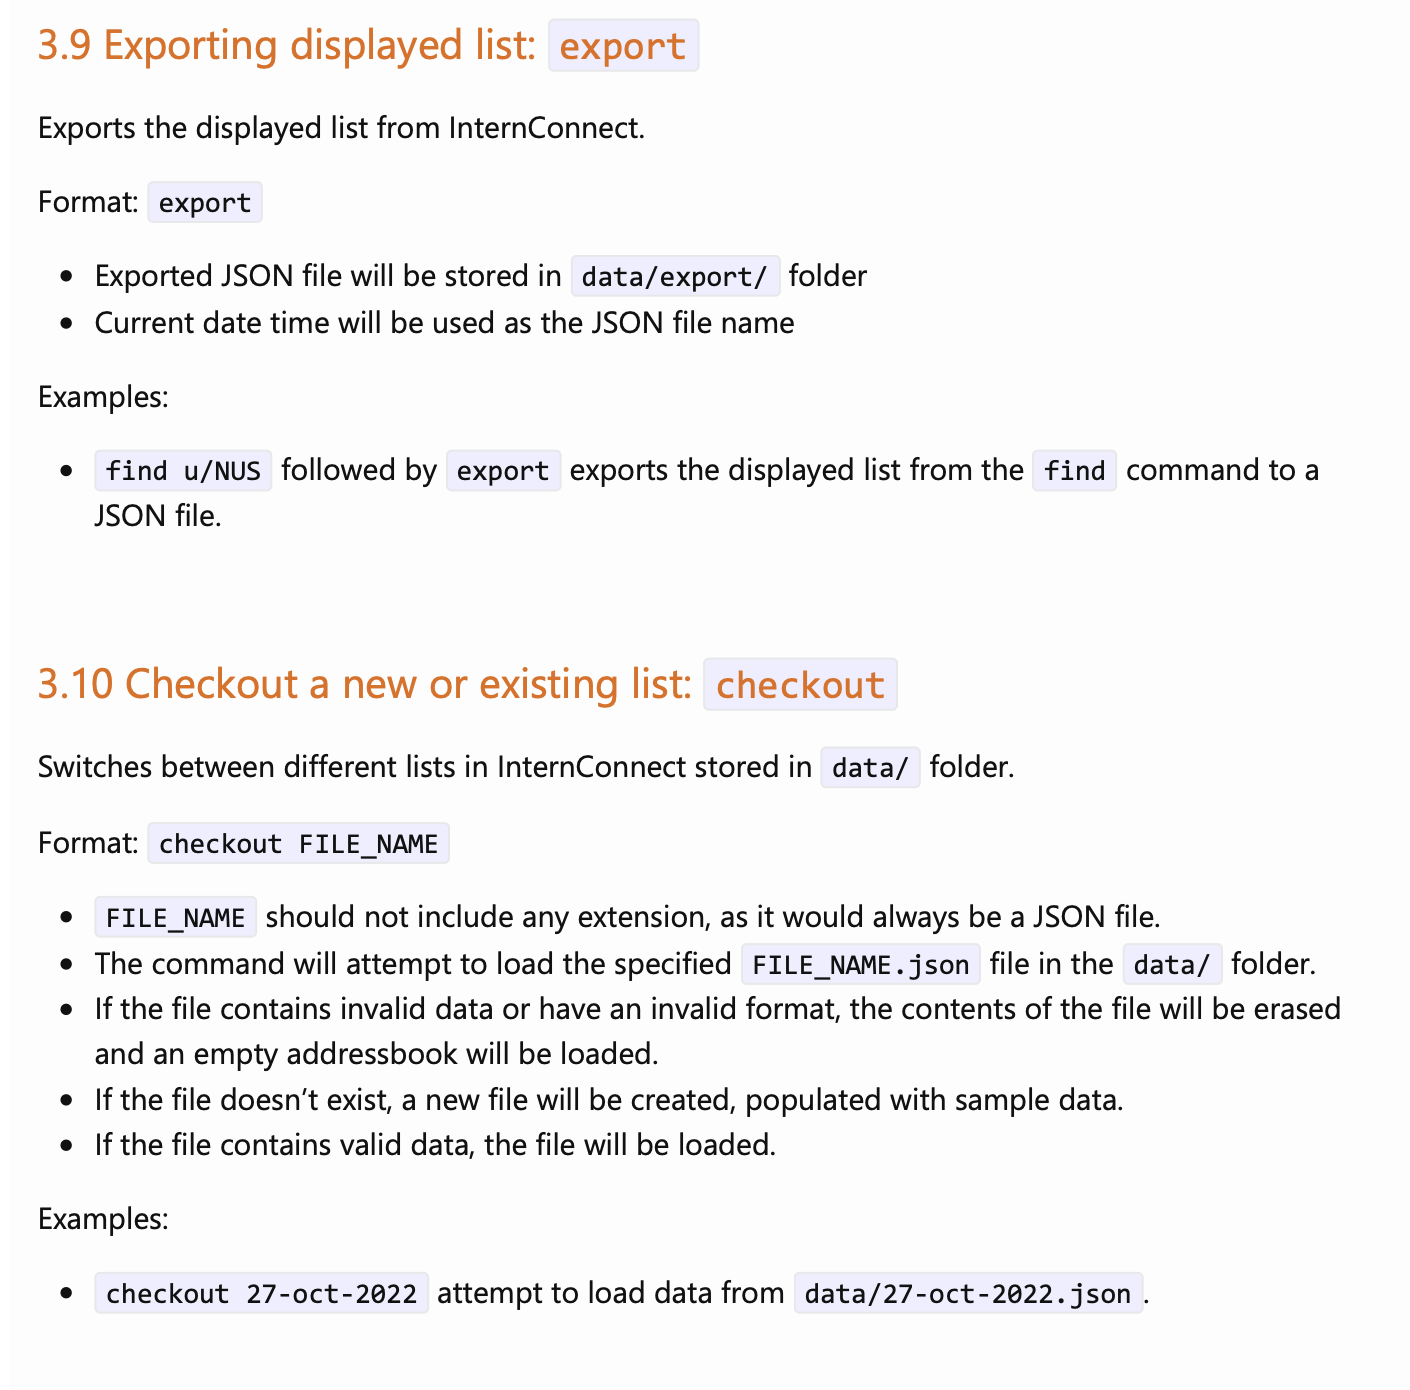 3.9 Exporting displayed list: export
Exports the displayed list from InternConnect.
Format: export
• Exported JSON file will be stored in data/export/ folder
• Current date time will be used as the JSON file name
Examples:
• find u/NUS followed by export exports the displayed list from the find command to a
JSON file.
3.10 Checkout a new or existing list: checkout
Switches between different lists in InternConnect stored in data/ folder.
Format: checkout FILE_NAME
• FILE_NAME should not include any extension, as it would always be a JSON file.
• The command will attempt to load the specified FILE_NAME.json file in the data/ folder.
• If the file contains invalid data or have an invalid format, the contents of the file will be erased
and an empty addressbook will be loaded.
• If the file doesn’t exist, a new file will be created, populated with sample data.
• If the file contains valid data, the file will be loaded.
Examples:
• checkout 27-oct-2022 attempt to load data from data/27-oct-2022.json.